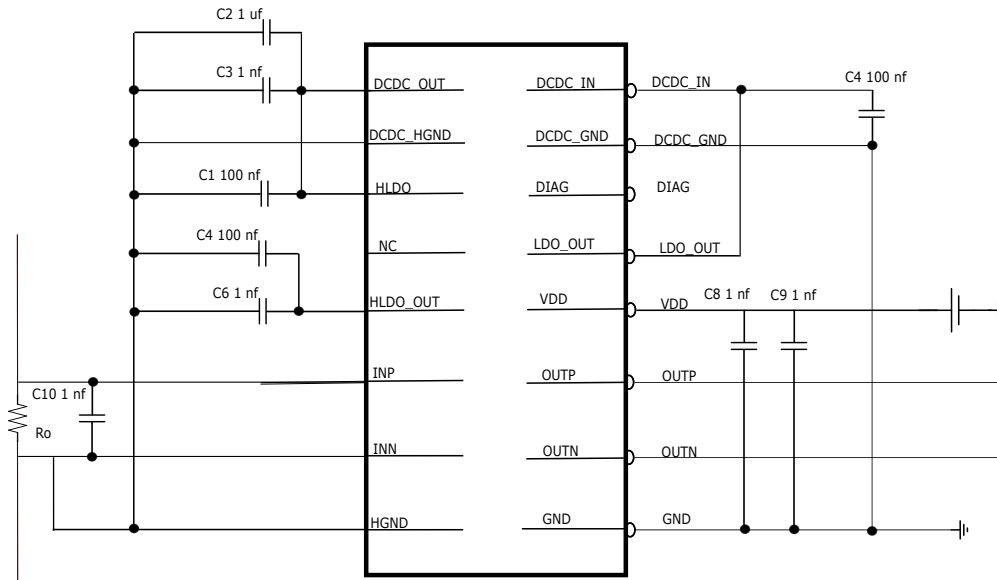 C2 1 uf
C3 1 nf
DCDC_OUT
DCDC_IN
DCDC_IN
C4 100 nf
DCDC_HGND
DCDC_GND
DCDC_GND
C1 100 nf
HLDO
DIAG
DIAG
C4 100 nf
NC
LDO_OUT
LDO_OUT
C6 1 nf
HLDO_OUT
VDD
VDD
C8 1 nf
C9 1 nf
INP
OUTP
OUTP
C10 1 nf
Ro
INN
OUTN
OUTN
HGND
GND
GND